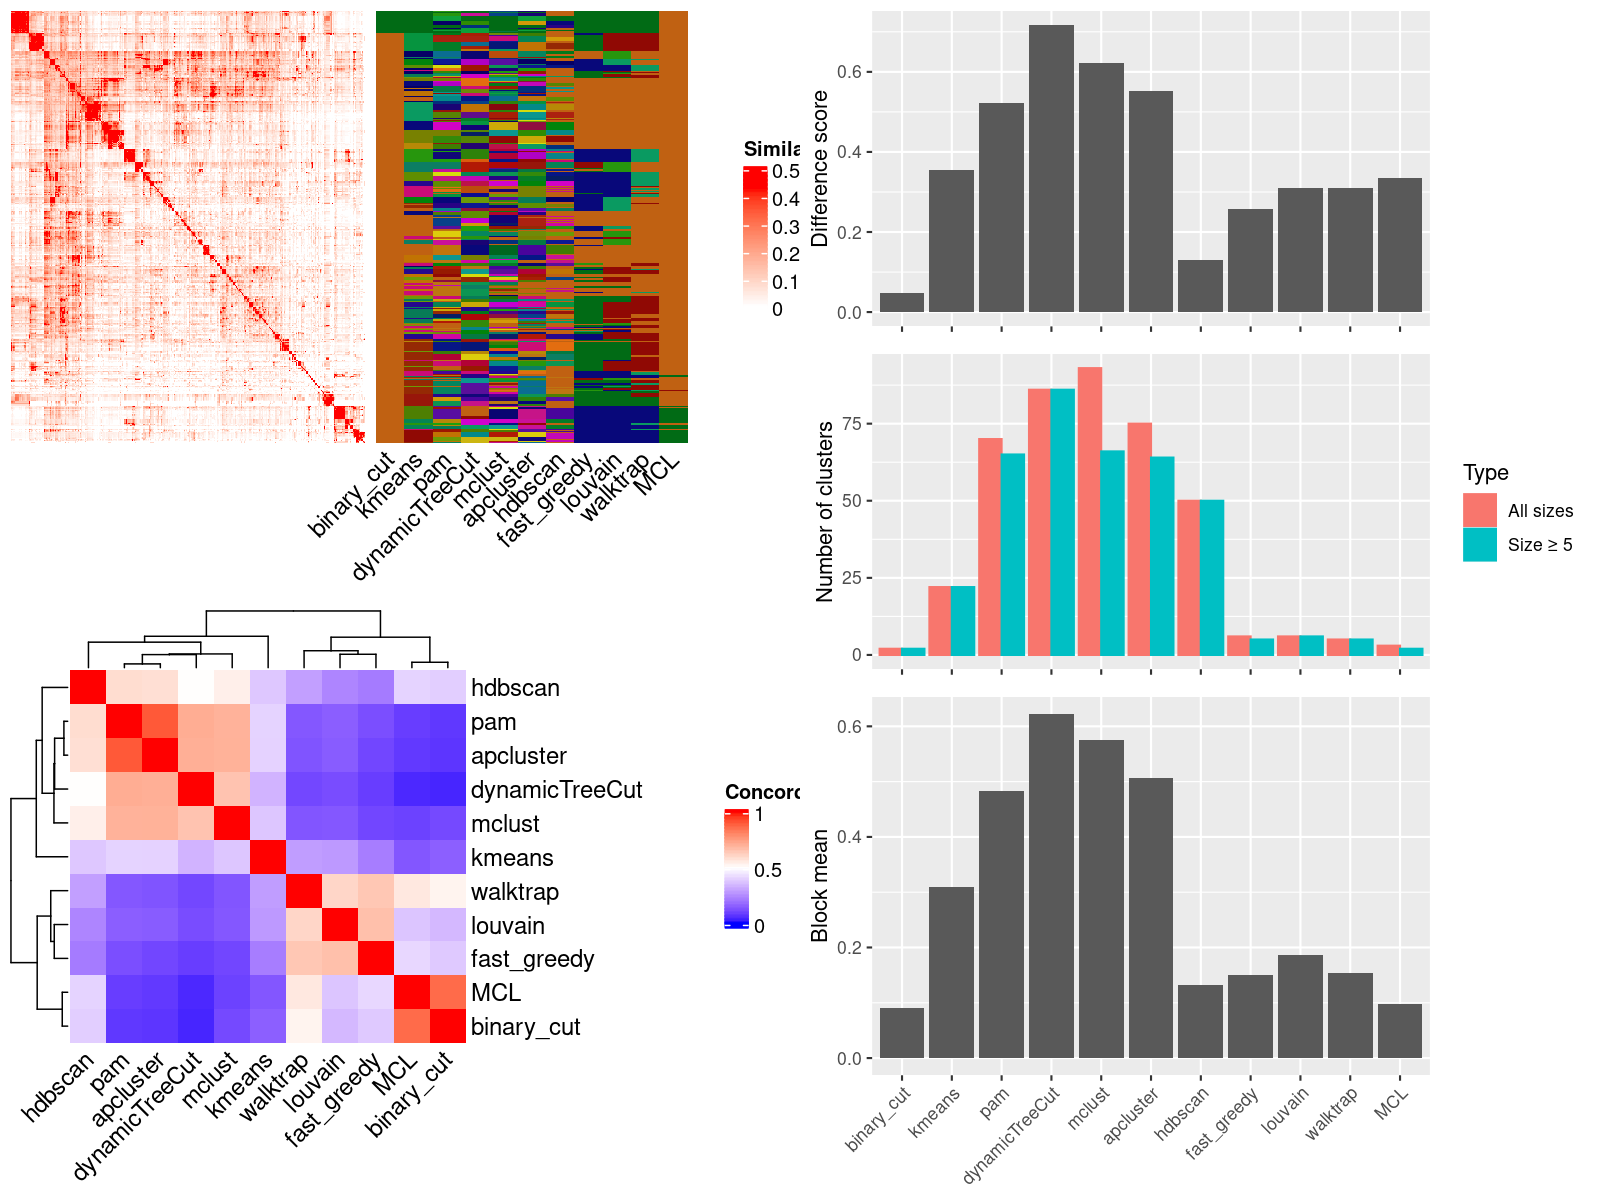 Simila
0.5
0.4
0.3
0.2
0.1
0
binary_cut
kmeans
pam
dynamicTreeCut
mclust
apcluster
hdbscan
fast_greedy
louvain
walktrap
MCL
hdbscan
pam
apcluster
dynamicTreeCut
mclust
kmeans
walktrap
louvain
fast_greedy
MCL
binary_cut
hdbscan
pam
apcluster
dynamicTreeCut
mclust
kmeans
walktrap
louvain
fast_greedy
MCL
binary_cut
Concorc
1
0.5
0
Difference score
0.6
0.4
0.2
0.0
Number of clusters
75
50
25
0
Type
All sizes
Size ≥ 5
Block mean
0.6
0.4
0.2
0.0
binary_cut
kmeans
pam
dynamicTreeCut
mclust
apcluster
hdbscan
fast_greedy
louvain
walktrap
MCL